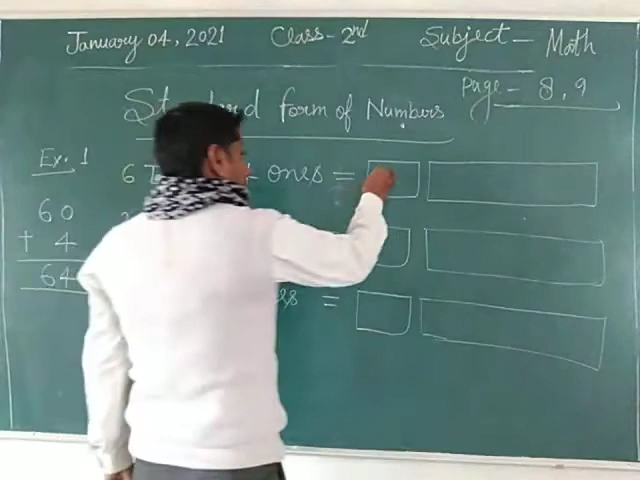 January 04, 2021 Class - 2nd Subject - Math
Page - 8, 9
form of Numbers
Ex. 1
6 ones =
60
+ 4
64
=